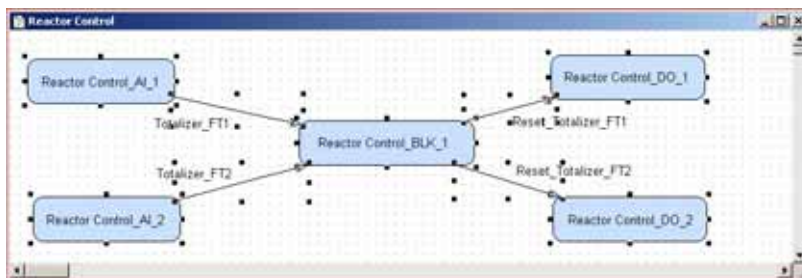 Reactor Control
Reactor Control_AI_1
Reactor Control_DO_1
Totalizer_FT1
Reset_Totalizer_FT1
Reactor Control_BLK_1
Totalizer_FT2
Reset_Totalizer_FT2
Reactor Control_AI_2
Reactor Control_DO_2